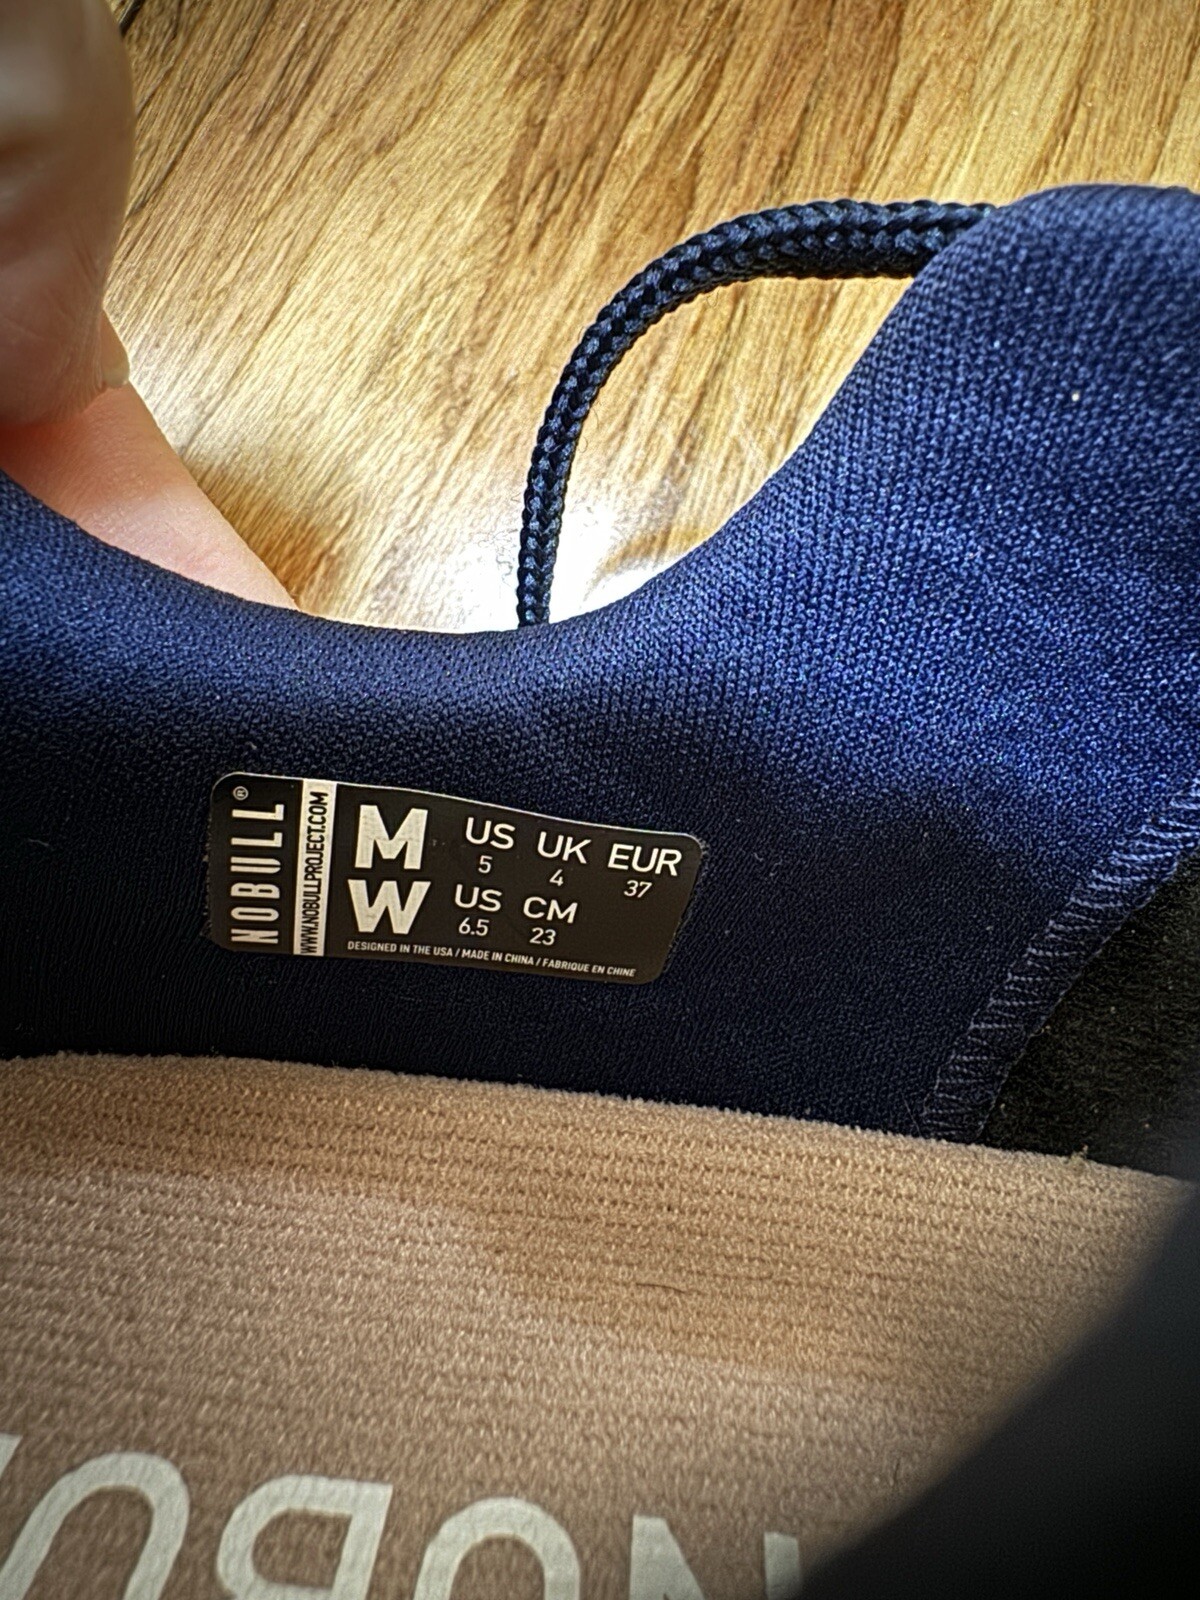 NOBULL®
WWW.NOBULLPROJECT.COM
M US UK EUR
5 4 37
W US CM
6.5 23
DESIGNED IN THE USA / MADE IN CHINA / FABRIQUE EN CHINE
NOBU